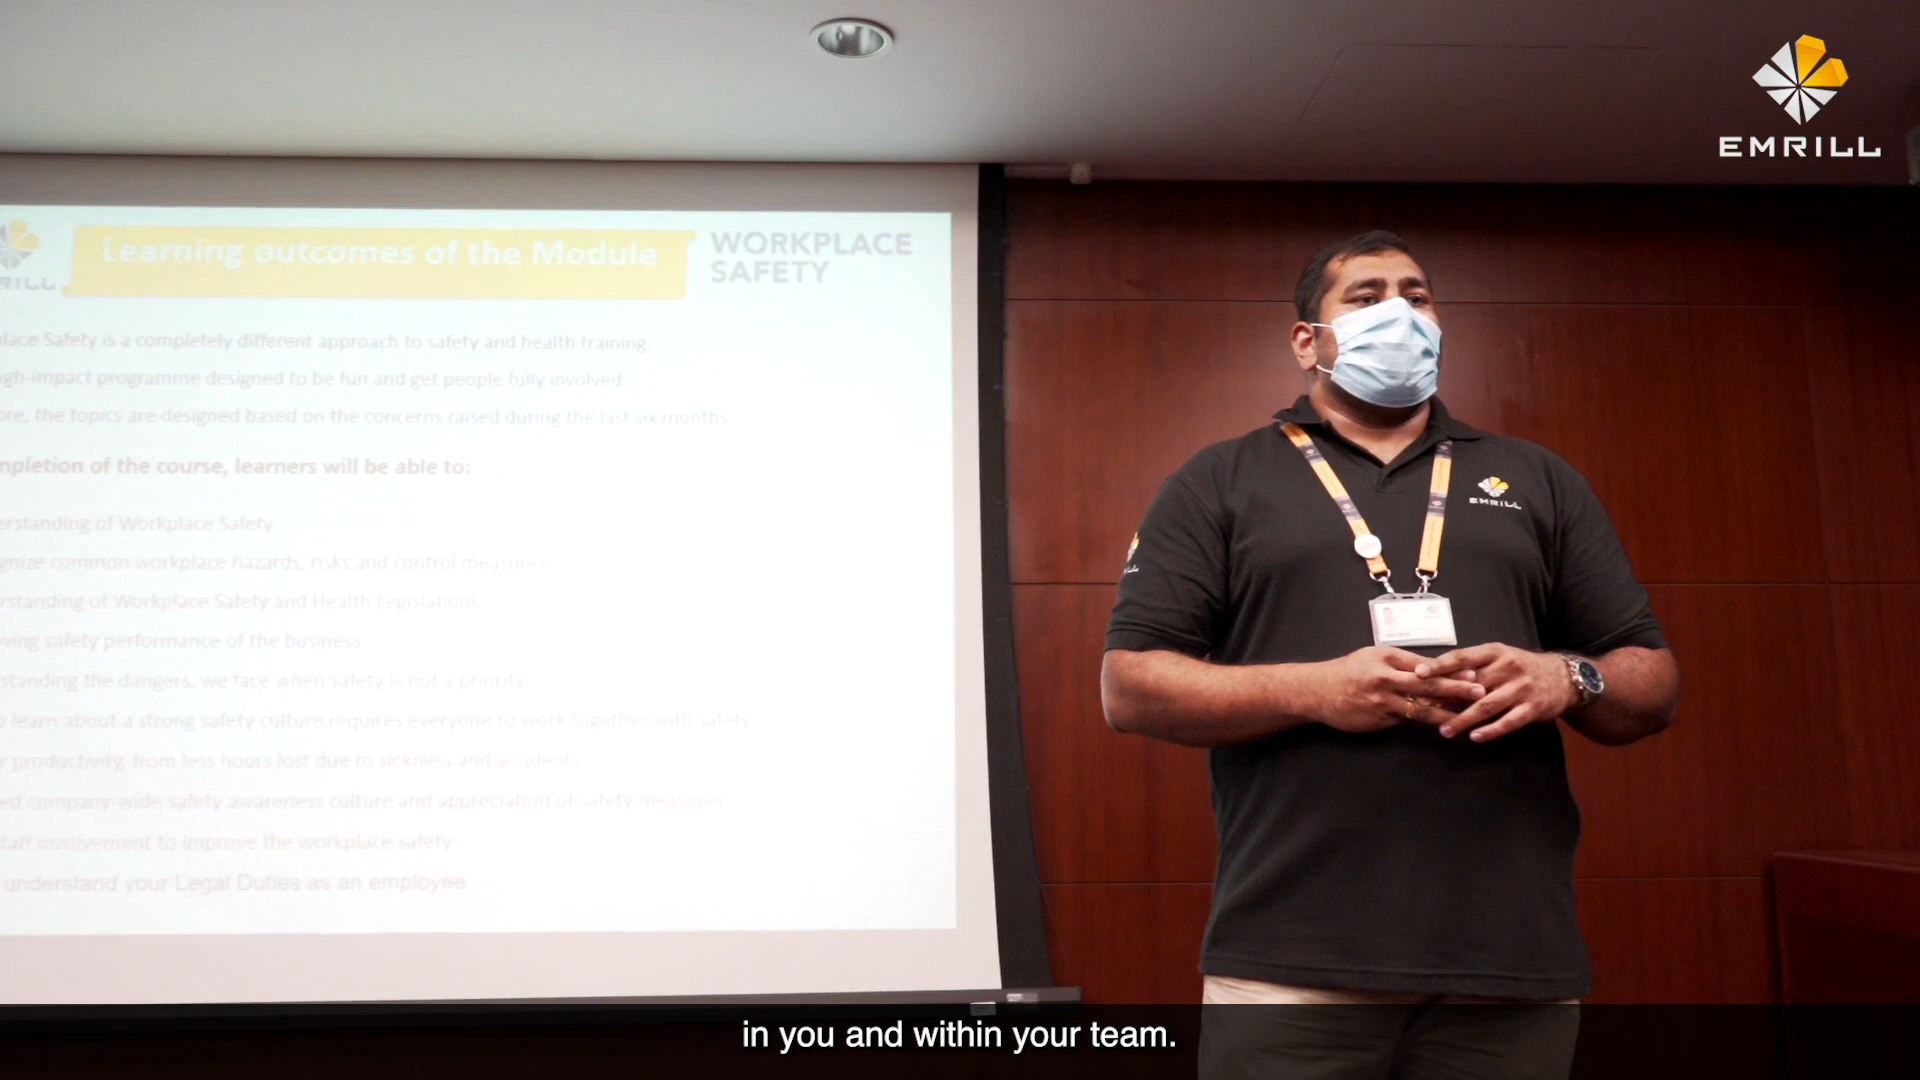 EMRILL
Learning outcomes of the Module
WORKPLACE
SAFETY
RILL
place Safety is a completely different approach to safety and health training.
igh-impact programme designed to be fun and get people fully involved
ore, the topics are designed based on the concerns raised during the last six months
mpletion of the course, learners will be able to:
erstanding of Workplace Safety
gnize common workplace hazards, risks and control measures
rstanding of Workplace Safety and Health Legislations
ving safety performance of the business
standing the dangers, we face when safety is not a priority
o learn about a strong safety culture requires everyone to work together with safety
r productivity, from less hours lost due to sickness and accidents
ed company-wide safety awareness culture and appreciation of safety measures
taff involvement to improve the workplace safety
understand your Legal Duties as an employee
EMRILL
in you and within your team.